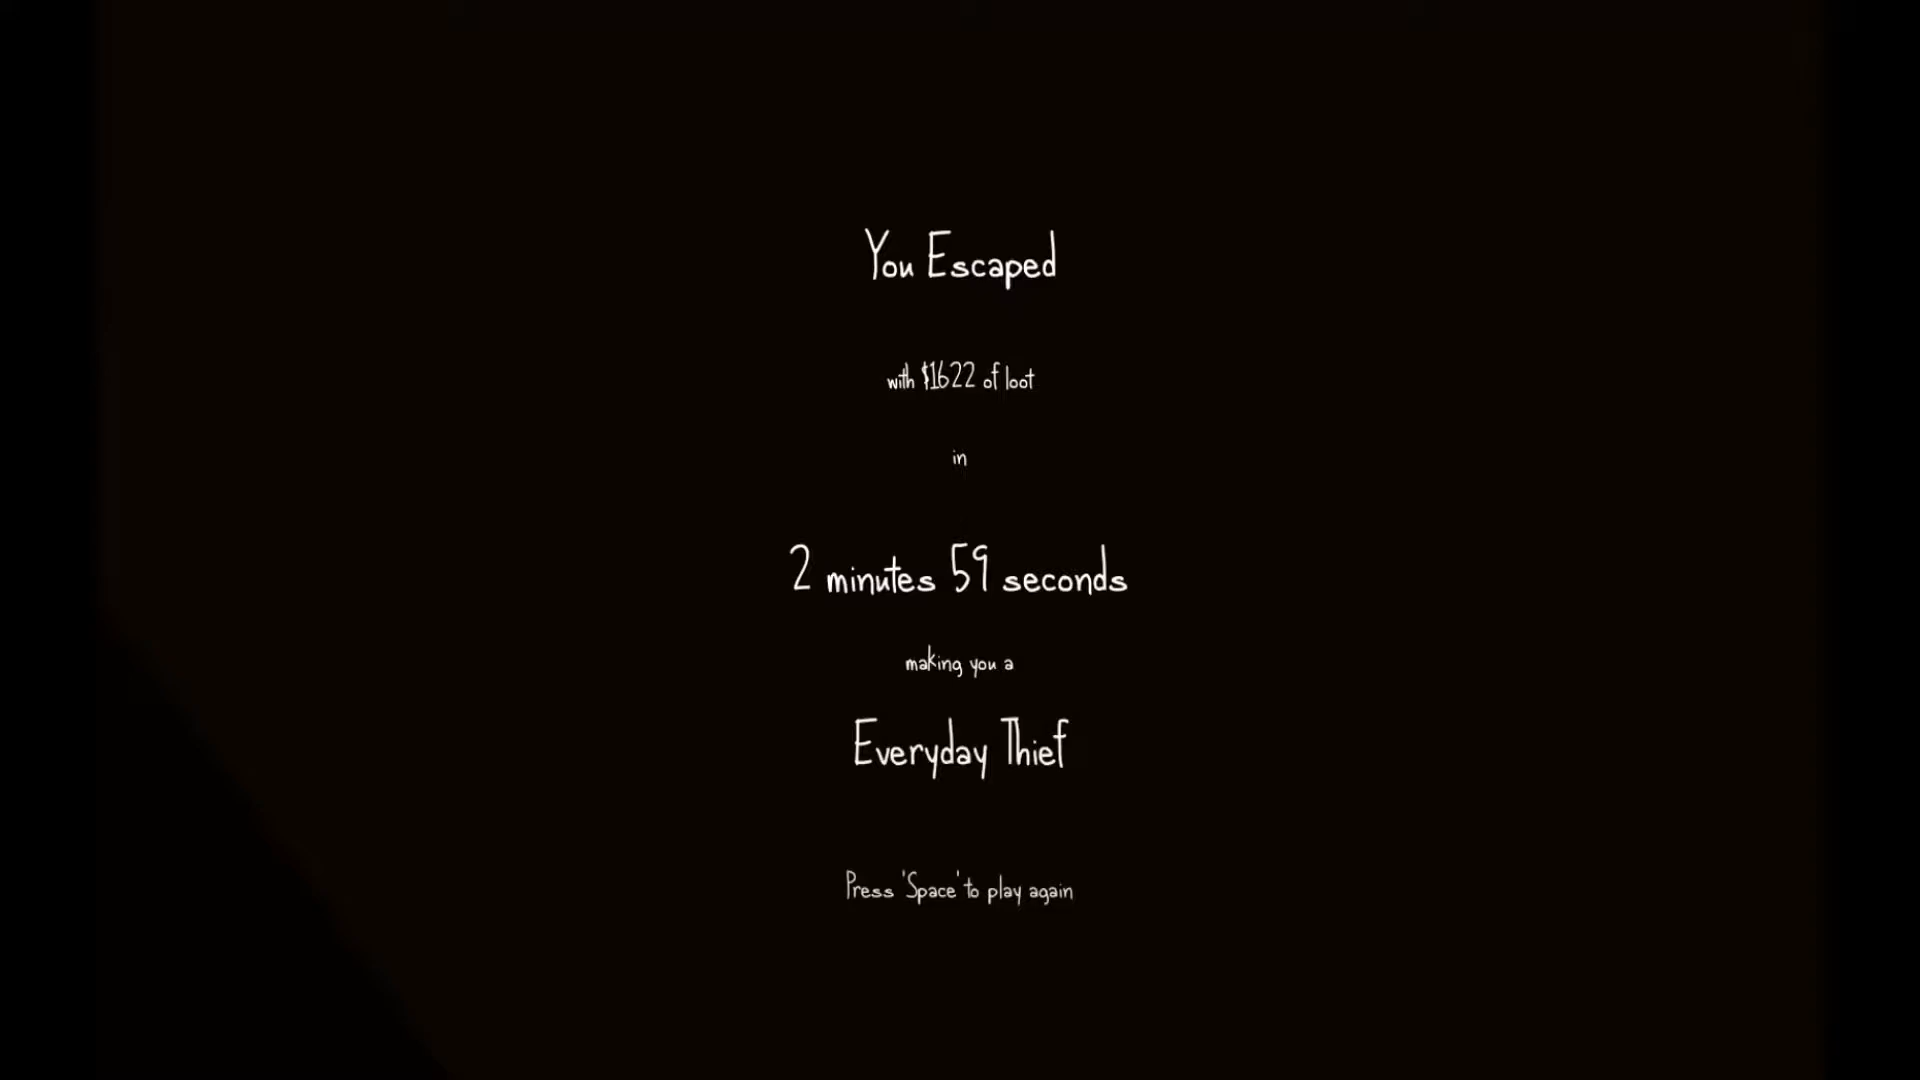 You Escaped
with $1622 of loot
in
2 minutes 59 seconds
making you a
Everyday Thief
Press 'Space' to play again